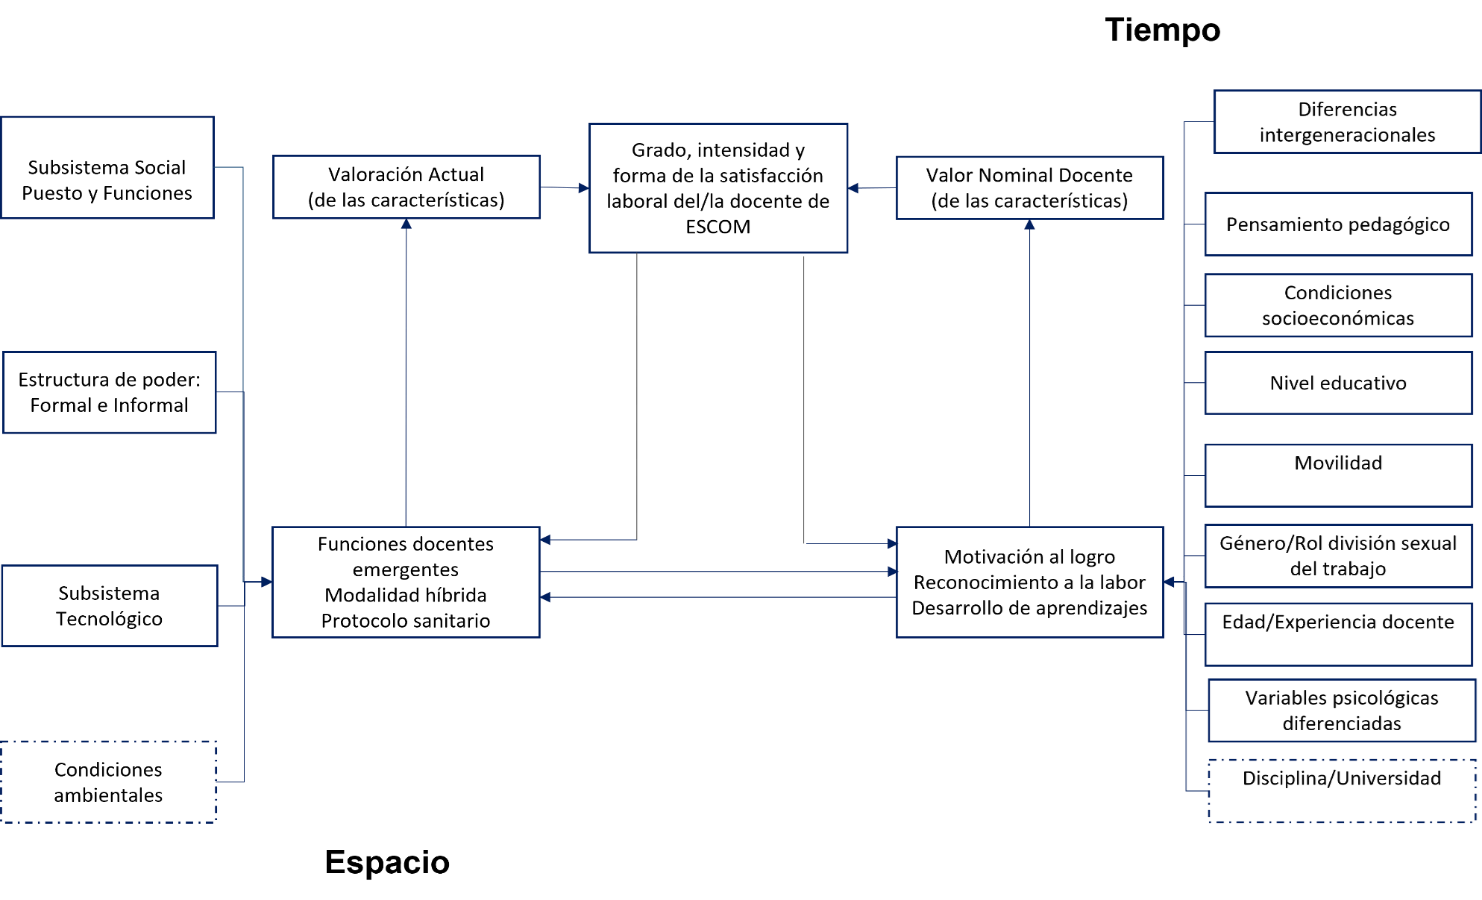 Tiempo
Subsistema Social
Puesto y Funciones
Estructura de poder:
Formal e Informal
Subsistema
Tecnológico
Condiciones
ambientales
Valoración Actual
(de las características)
Funciones docentes
emergentes
Modalidad híbrida
Protocolo sanitario
Grado, intensidad y
forma de la satisfacción
laboral del/la docente de
ESCOM
Valor Nominal Docente
(de las características)
Motivación al logro
Reconocimiento a la labor
Desarrollo de aprendizajes
Diferencias
intergeneracionales
Pensamiento pedagógico
Condiciones
socioeconómicas
Nivel educativo
Movilidad
Género/Rol división sexual
del trabajo
Edad/Experiencia docente
Variables psicológicas
diferenciadas
Disciplina/Universidad
Espacio